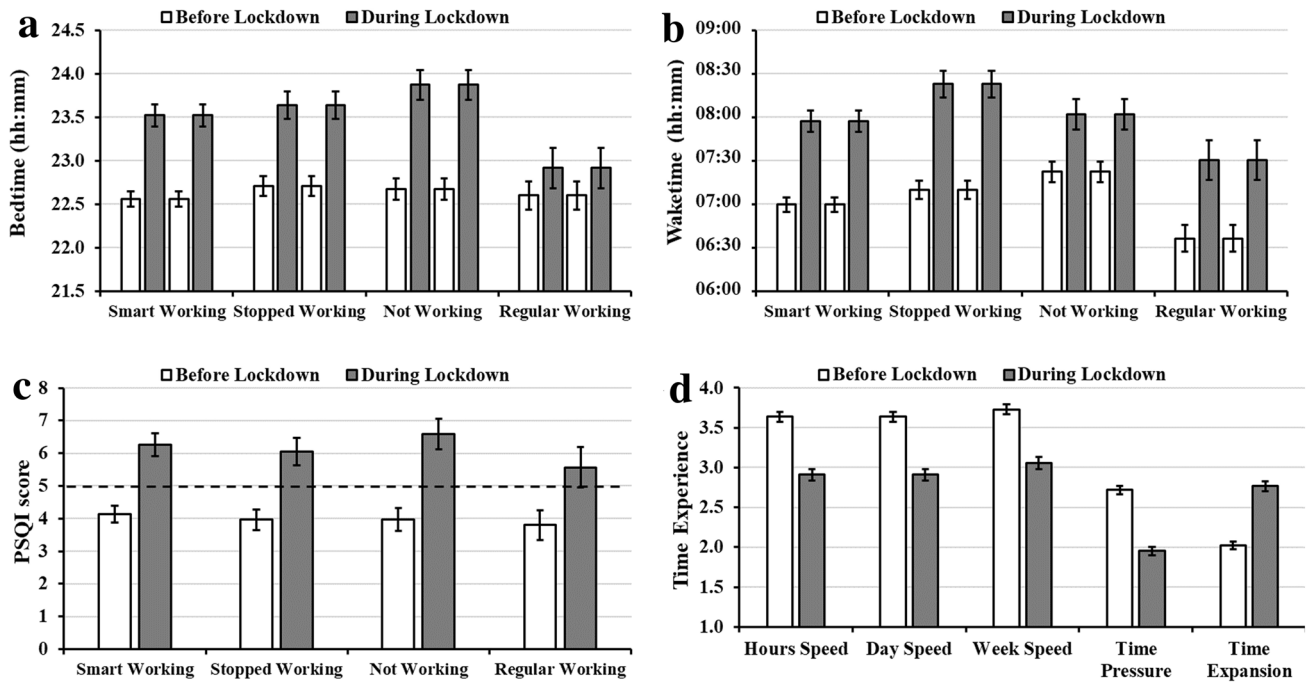 a
Before Lockdown During Lockdown
Bedtime (hh:mm)
24.5
24.0
23.5
23.0
22.5
22.0
21.5
Smart Working Stopped Working Not Working Regular Working
b
Before Lockdown During Lockdown
Waketime (hh:mm)
09:00
08:30
08:00
07:30
07:00
06:30
06:00
Smart Working Stopped Working Not Working Regular Working
c
Before Lockdown During Lockdown
PSQI score
8
7
6
5
4
3
2
1
0
Smart Working Stopped Working Not Working Regular Working
d
Before Lockdown During Lockdown
Time Experience
4.0
3.5
3.0
2.5
2.0
1.5
1.0
Hours Speed Day Speed Week Speed Time Pressure Time Expansion